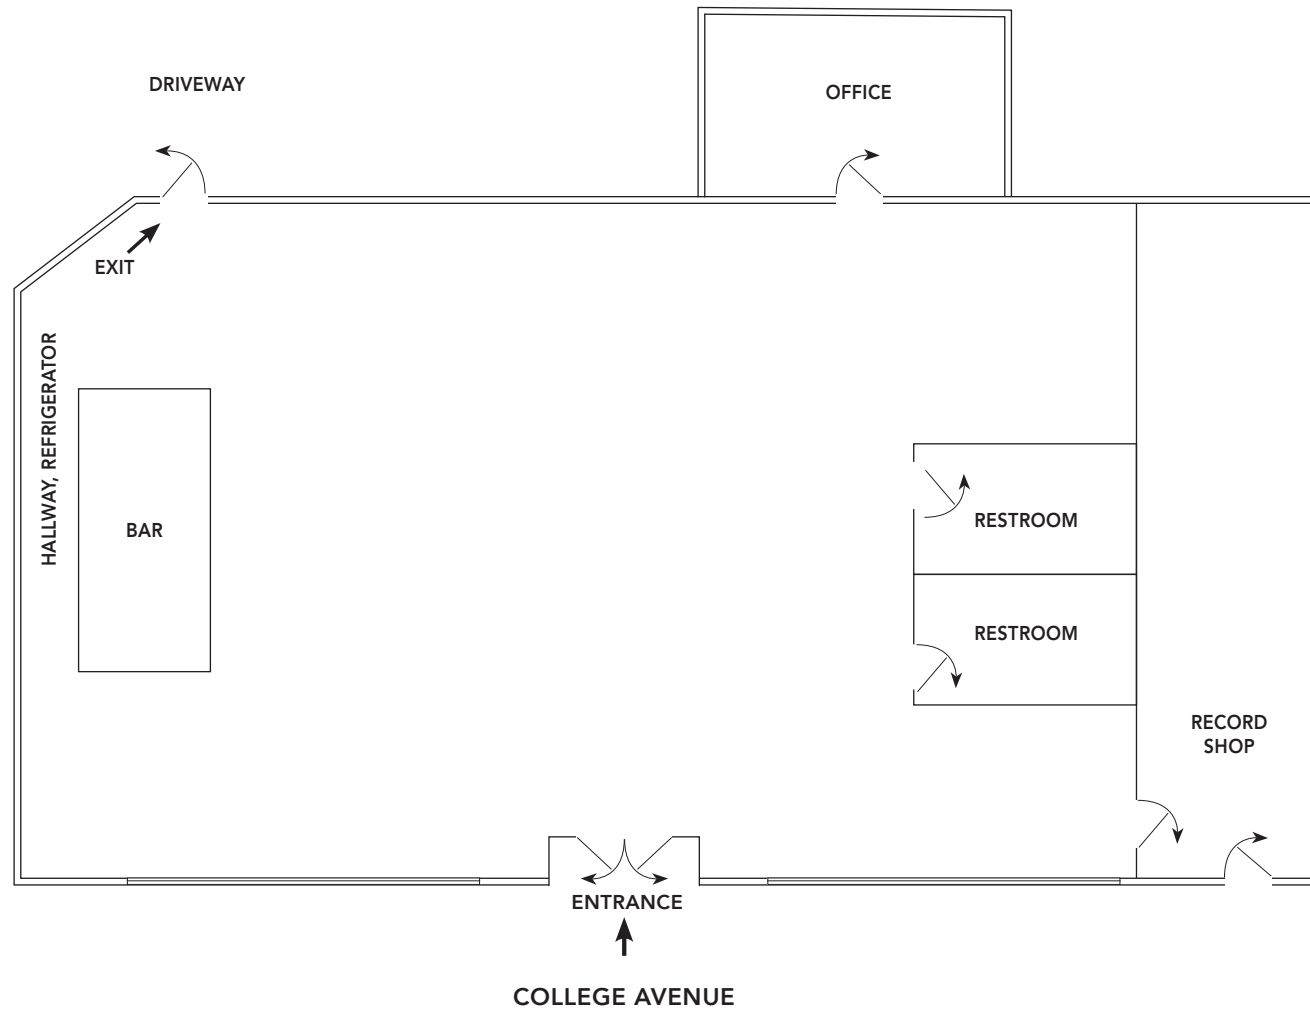 DRIVEWAY
OFFICE
EXIT
HALLWAY, REFRIGERATOR
BAR
RESTROOM
RESTROOM
RECORD
SHOP
ENTRANCE
COLLEGE AVENUE